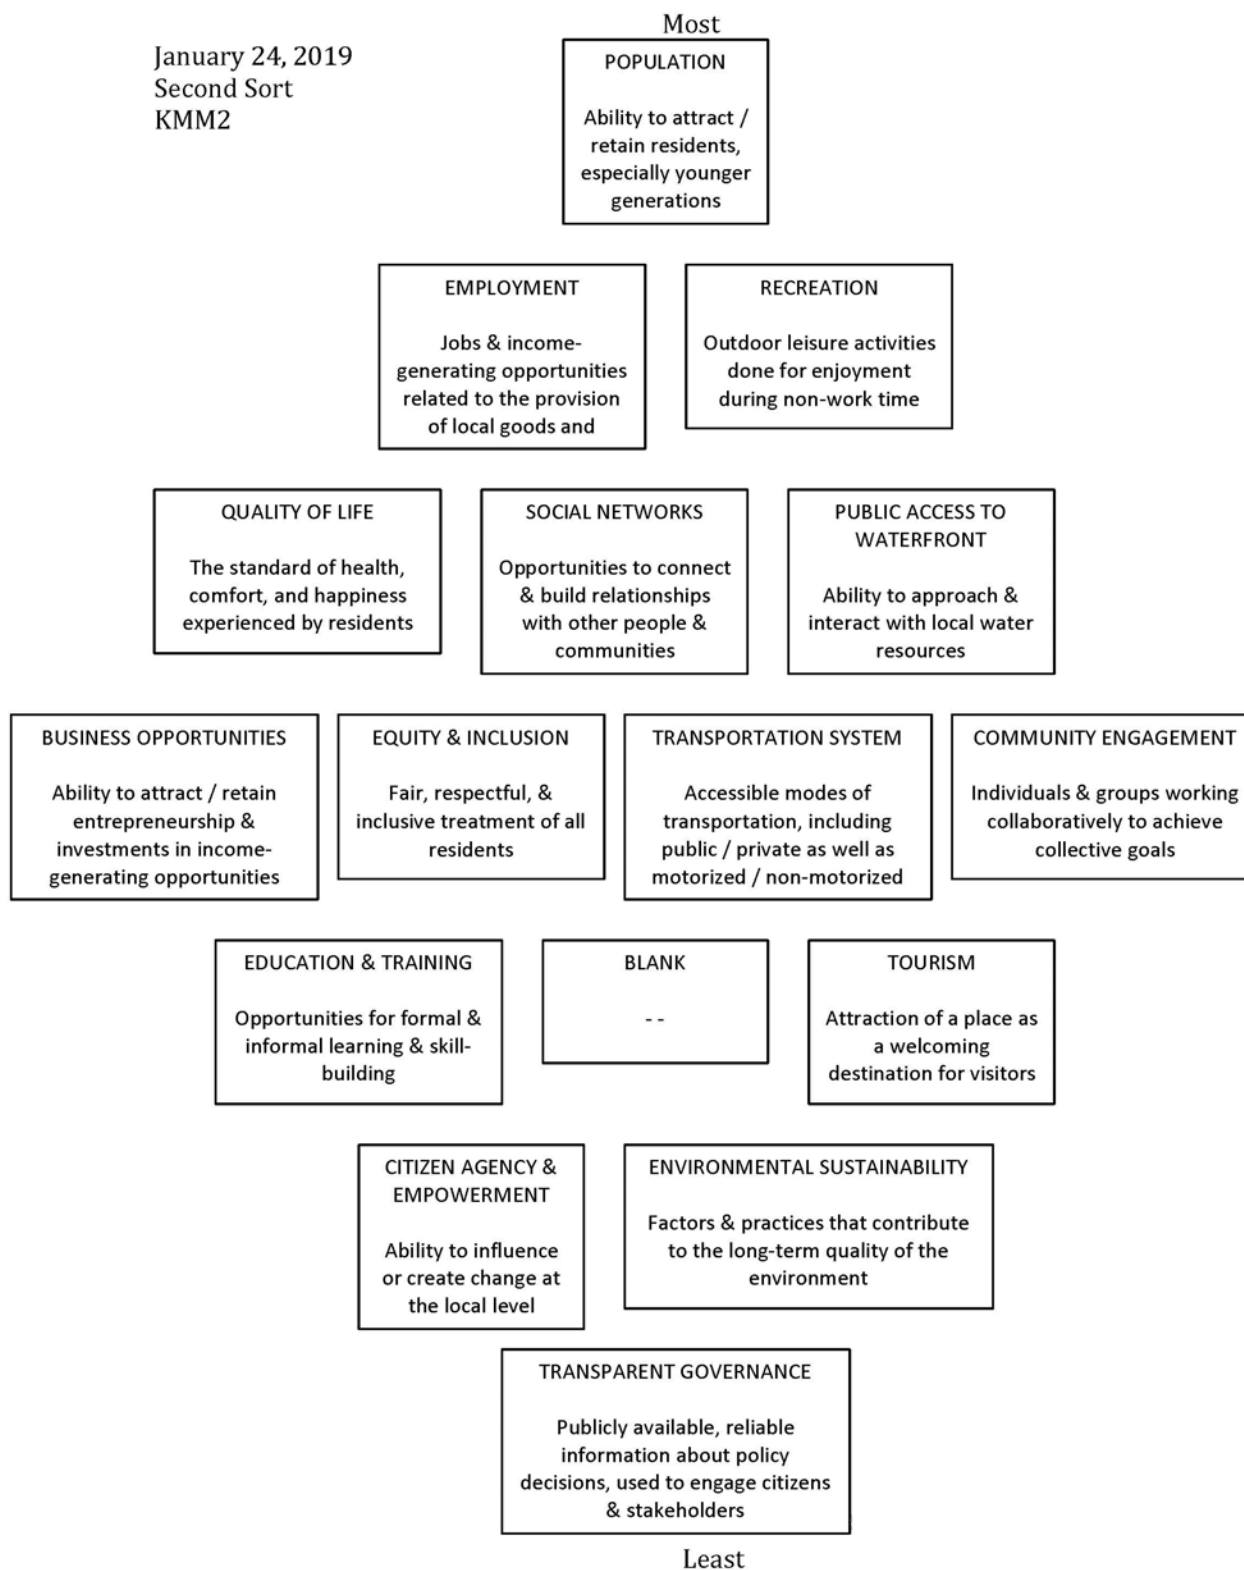 Most
January 24, 2019
Second Sort
KMM2
POPULATION
Ability to attract /
retain residents,
especially younger
generations
EMPLOYMENT
Jobs & income-
generating opportunities
related to the provision
of local goods and
RECREATION
Outdoor leisure activities
done for enjoyment
during non-work time
QUALITY OF LIFE
The standard of health,
comfort, and happiness
experienced by residents
SOCIAL NETWORKS
Opportunities to connect
& build relationships
with other people &
communities
PUBLIC ACCESS TO
WATERFRONT
Ability to approach &
interact with local water
resources
BUSINESS OPPORTUNITIES
Ability to attract / retain
entrepreneurship &
investments in income-
generating opportunities
EQUITY & INCLUSION
Fair, respectful, &
inclusive treatment of all
residents
TRANSPORTATION SYSTEM
Accessible modes of
transportation, including
public / private as well as
motorized / non-motorized
COMMUNITY ENGAGEMENT
Individuals & groups working
collaboratively to achieve
collective goals
EDUCATION & TRAINING
Opportunities for formal &
informal learning & skill-
building
BLANK
- -
TOURISM
Attraction of a place as
a welcoming
destination for visitors
CITIZEN AGENCY &
EMPOWERMENT
Ability to influence
or create change at
the local level
ENVIRONMENTAL SUSTAINABILITY
Factors & practices that contribute
to the long-term quality of the
environment
TRANSPARENT GOVERNANCE
Publicly available, reliable
information about policy
decisions, used to engage citizens
& stakeholders
Least